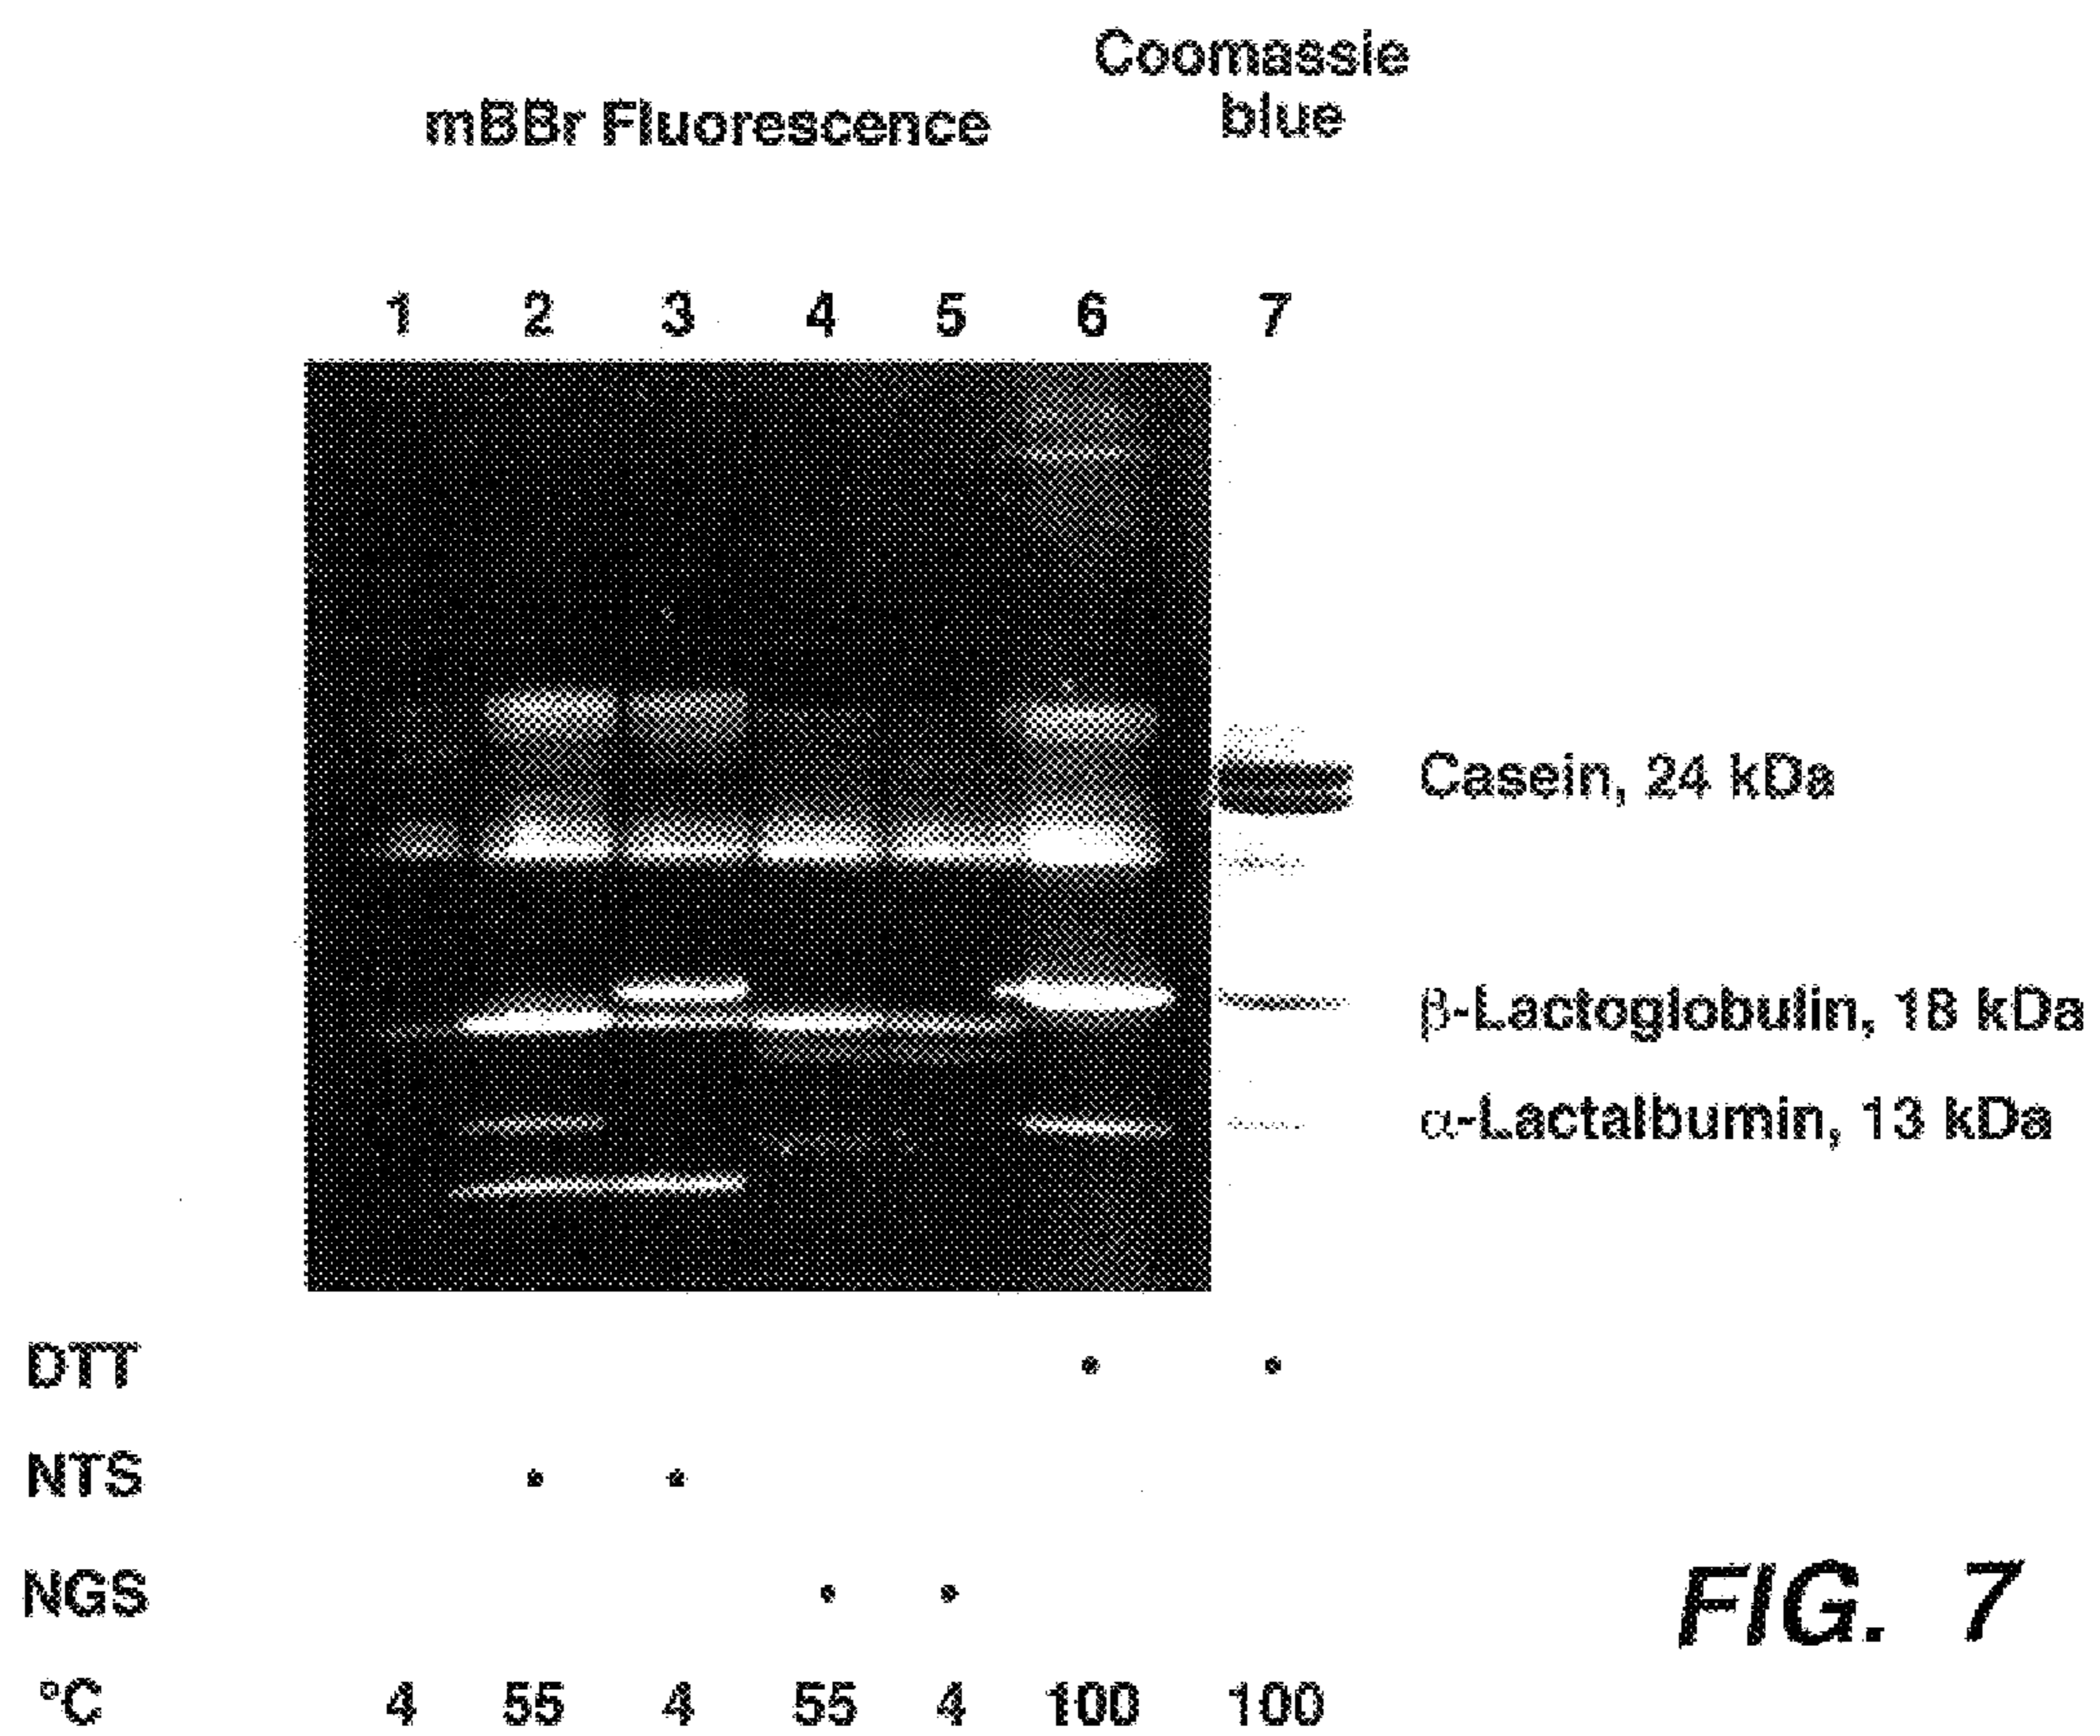 Coomassie
mBBr Fluorescence blue
1 2 3 4 5 6 7
Casein, 24 kDa
β-Lactoglobulin, 18 kDa
α-Lactalbumin, 13 kDa
DTT • •
NTS • •
NGS • •
°C 4 55 4 55 4 100 100
FIG. 7